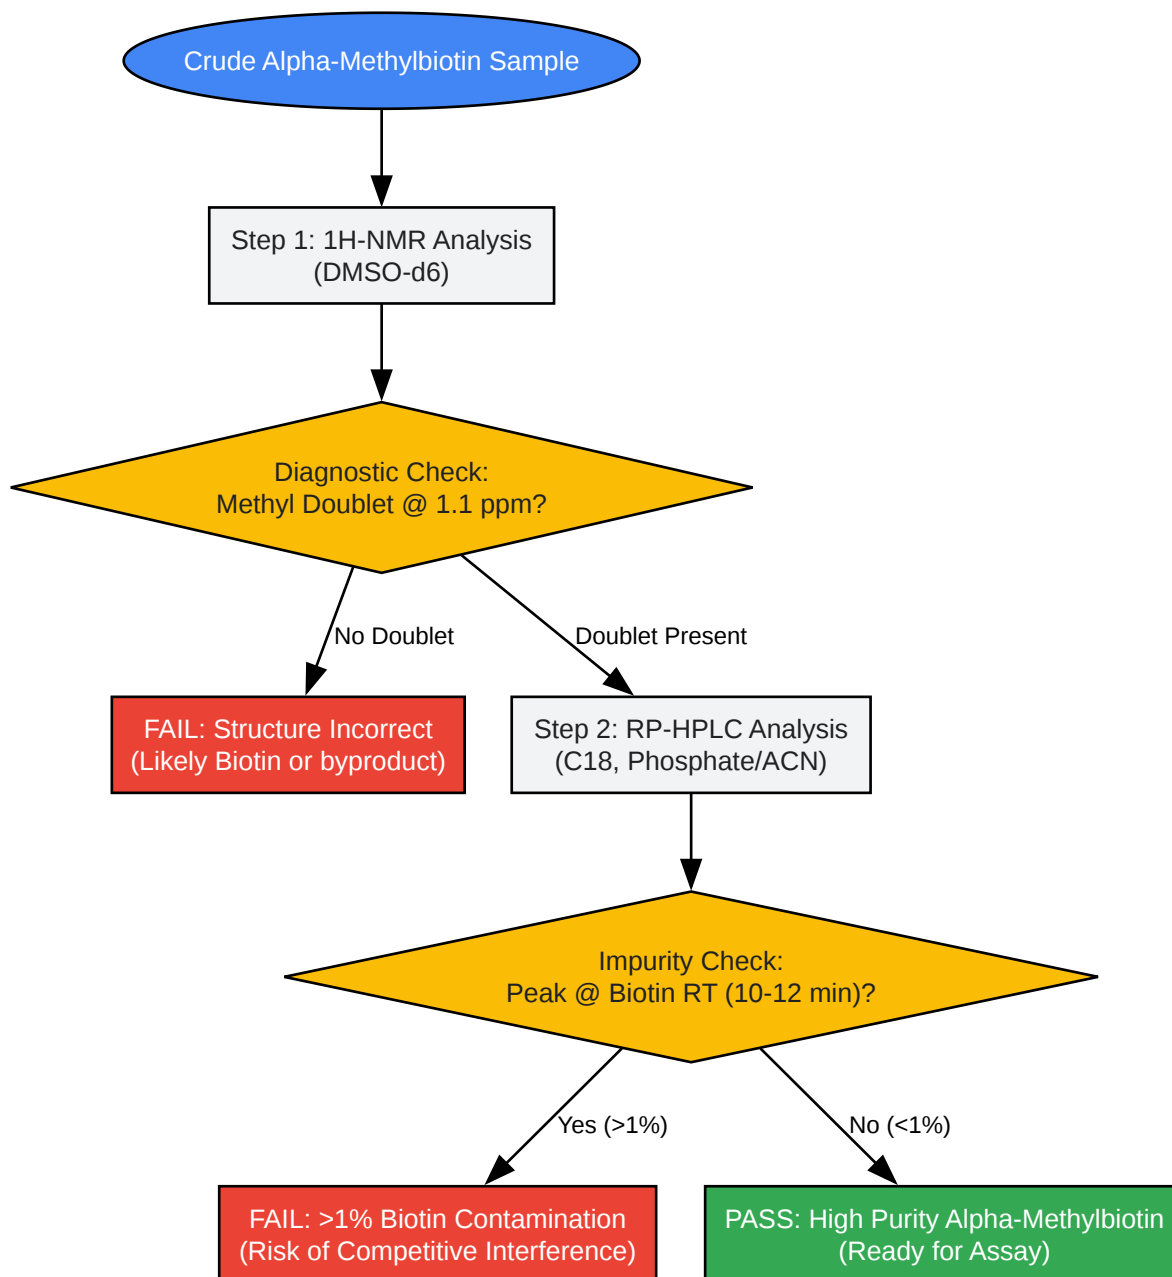 Crude Alpha-Methylbiotin Sample
Step 1: 1H-NMR Analysis
(DMSO-d6)
Diagnostic Check:
Methyl Doublet @ 1.1 ppm?
No Doublet
Doublet Present
FAIL: Structure Incorrect
(Likely Biotin or byproduct)
Step 2: RP-HPLC Analysis
(C18, Phosphate/ACN)
Impurity Check:
Peak @ Biotin RT (10-12 min)?
Yes (>1%)
No (<1%)
FAIL: >1% Biotin Contamination
(Risk of Competitive Interference)
PASS: High Purity Alpha-Methylbiotin
(Ready for Assay)